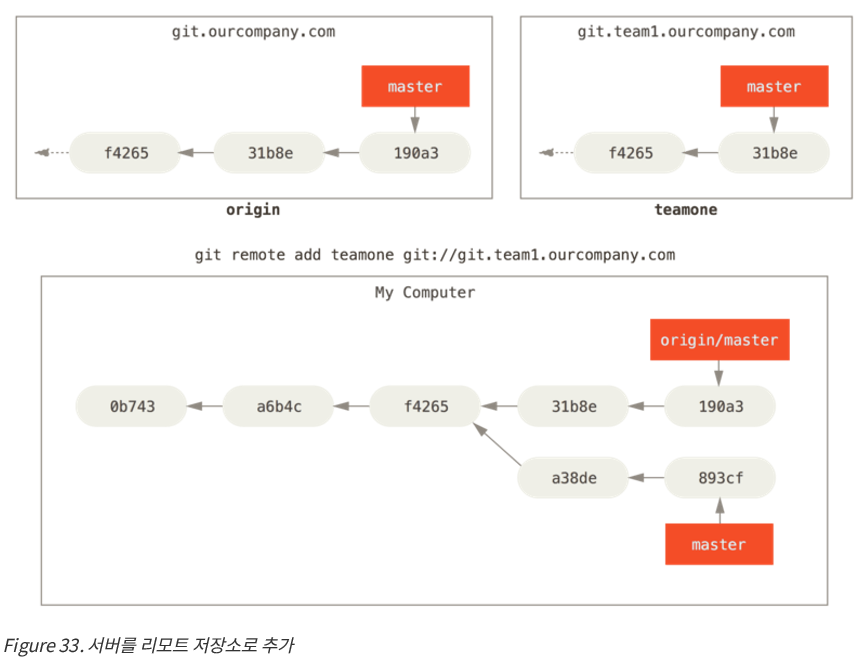 git.ourcompany.com
master
f4265
31b8e
190a3
origin
git.team1.ourcompany.com
master
f4265
31b8e
teamone
git remote add teamone git://git.team1.ourcompany.com
My Computer
origin/master
0b743
a6b4c
f4265
31b8e
190a3
a38de
893cf
master
Figure 33. 서버를 리모트 저장소로 추가